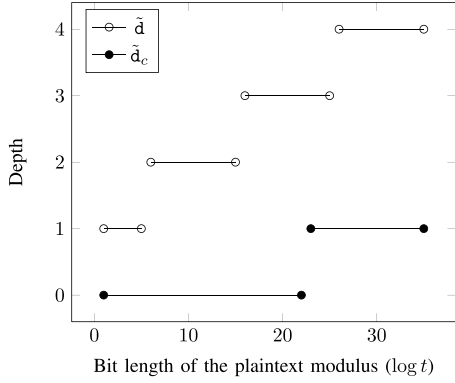 d̃
d̃c
4
3
2
1
0
Depth
0 10 20 30
Bit length of the plaintext modulus (log t)